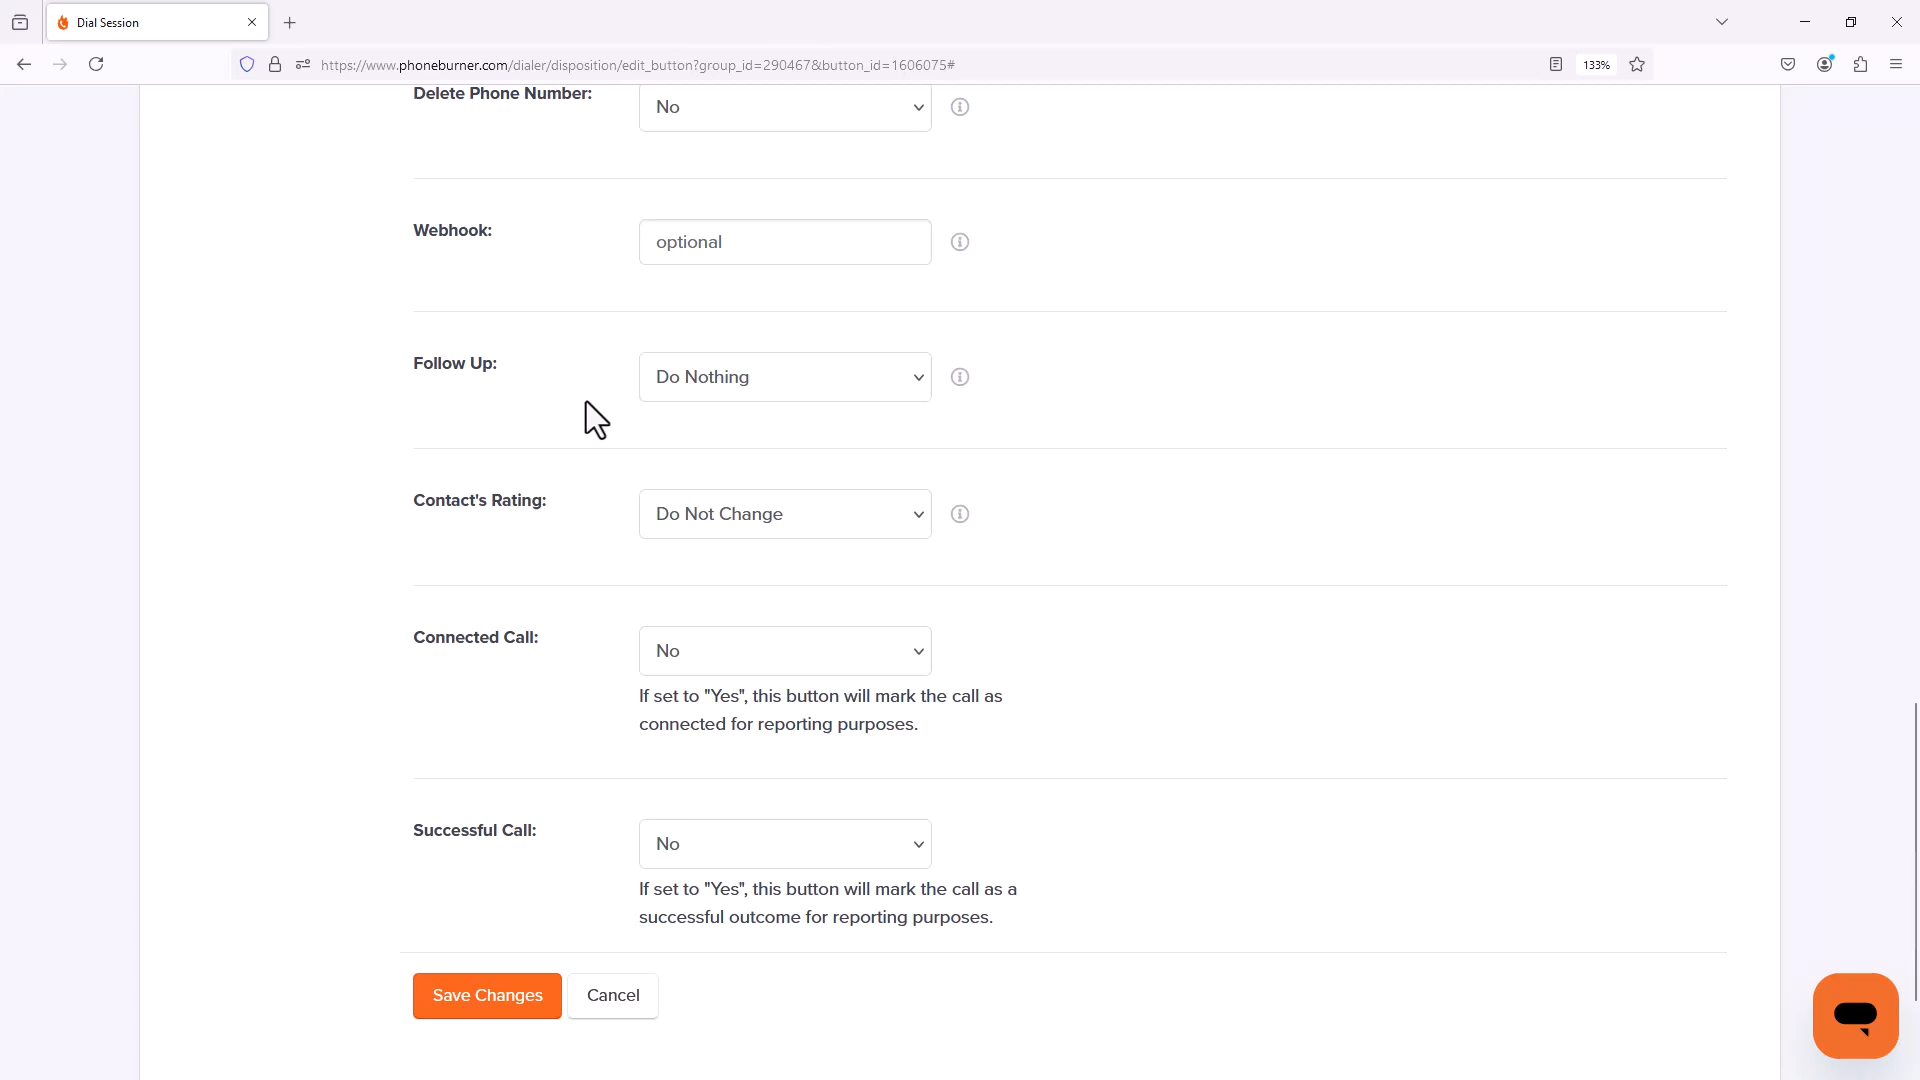 Dial Session
https://www.phoneburner.com/dialer/disposition/edit_button?group_id=290467&button_id=1606075#
133%
Delete Phone Number:
No
Webhook:
optional
Follow Up:
Do Nothing
Contact's Rating:
Do Not Change
Connected Call:
No
If set to "Yes", this button will mark the call as
connected for reporting purposes.
Successful Call:
No
If set to "Yes", this button will mark the call as a
successful outcome for reporting purposes.
Save Changes
Cancel